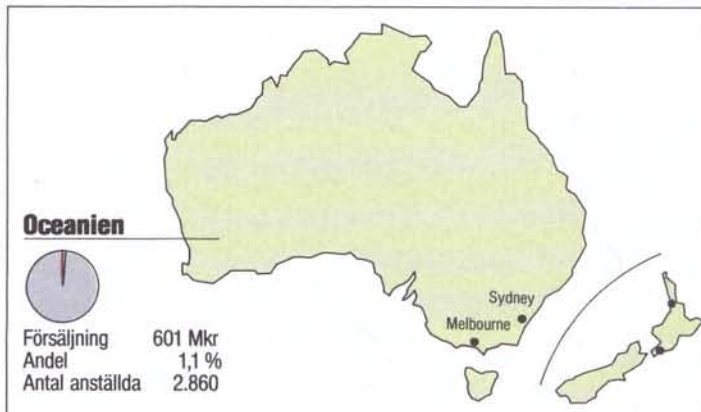 Oceanien
Försäljning 601 Mkr
Andel 1,1 %
Antal anställda 2.860
Sydney
Melbourne